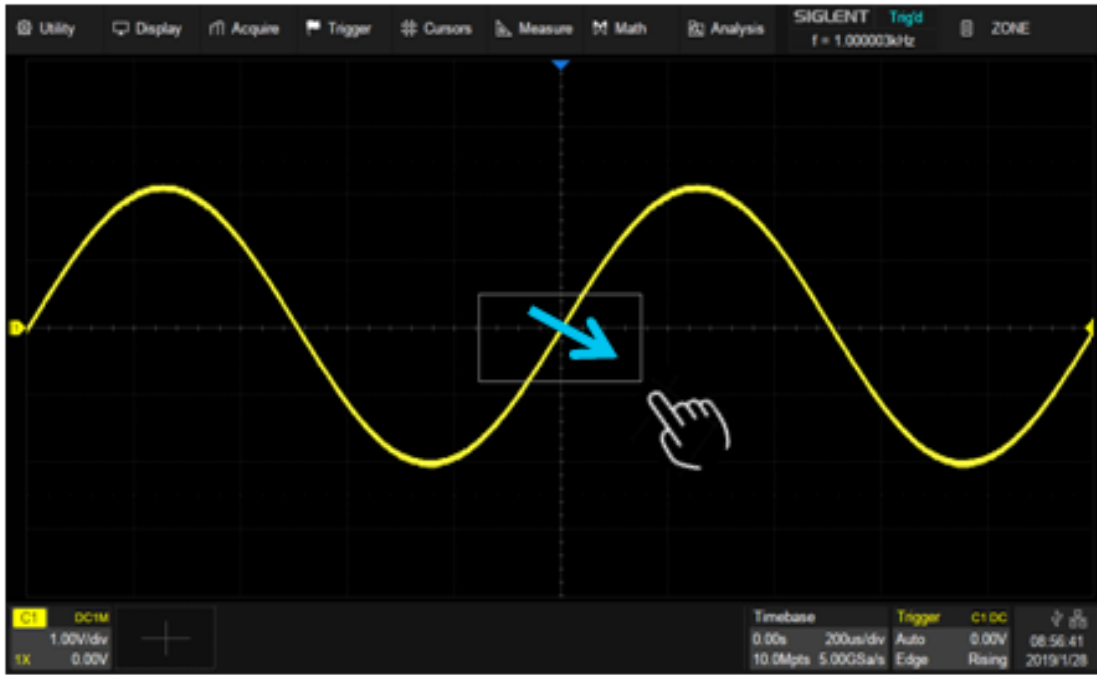 Utility Display Acquire Trigger Cursors Measure Math Analysis SIGLENT Trig'd ZONE
f = 1.000003kHz
D
C1 DC1M
1.00V/div
1X 0.00V
Timebase
0.00s 200us/div
10.0Mpts 5.00GSa/s
Trigger C1 DC
Auto 0.00V
Edge Rising
08:56:41
2019/1/28